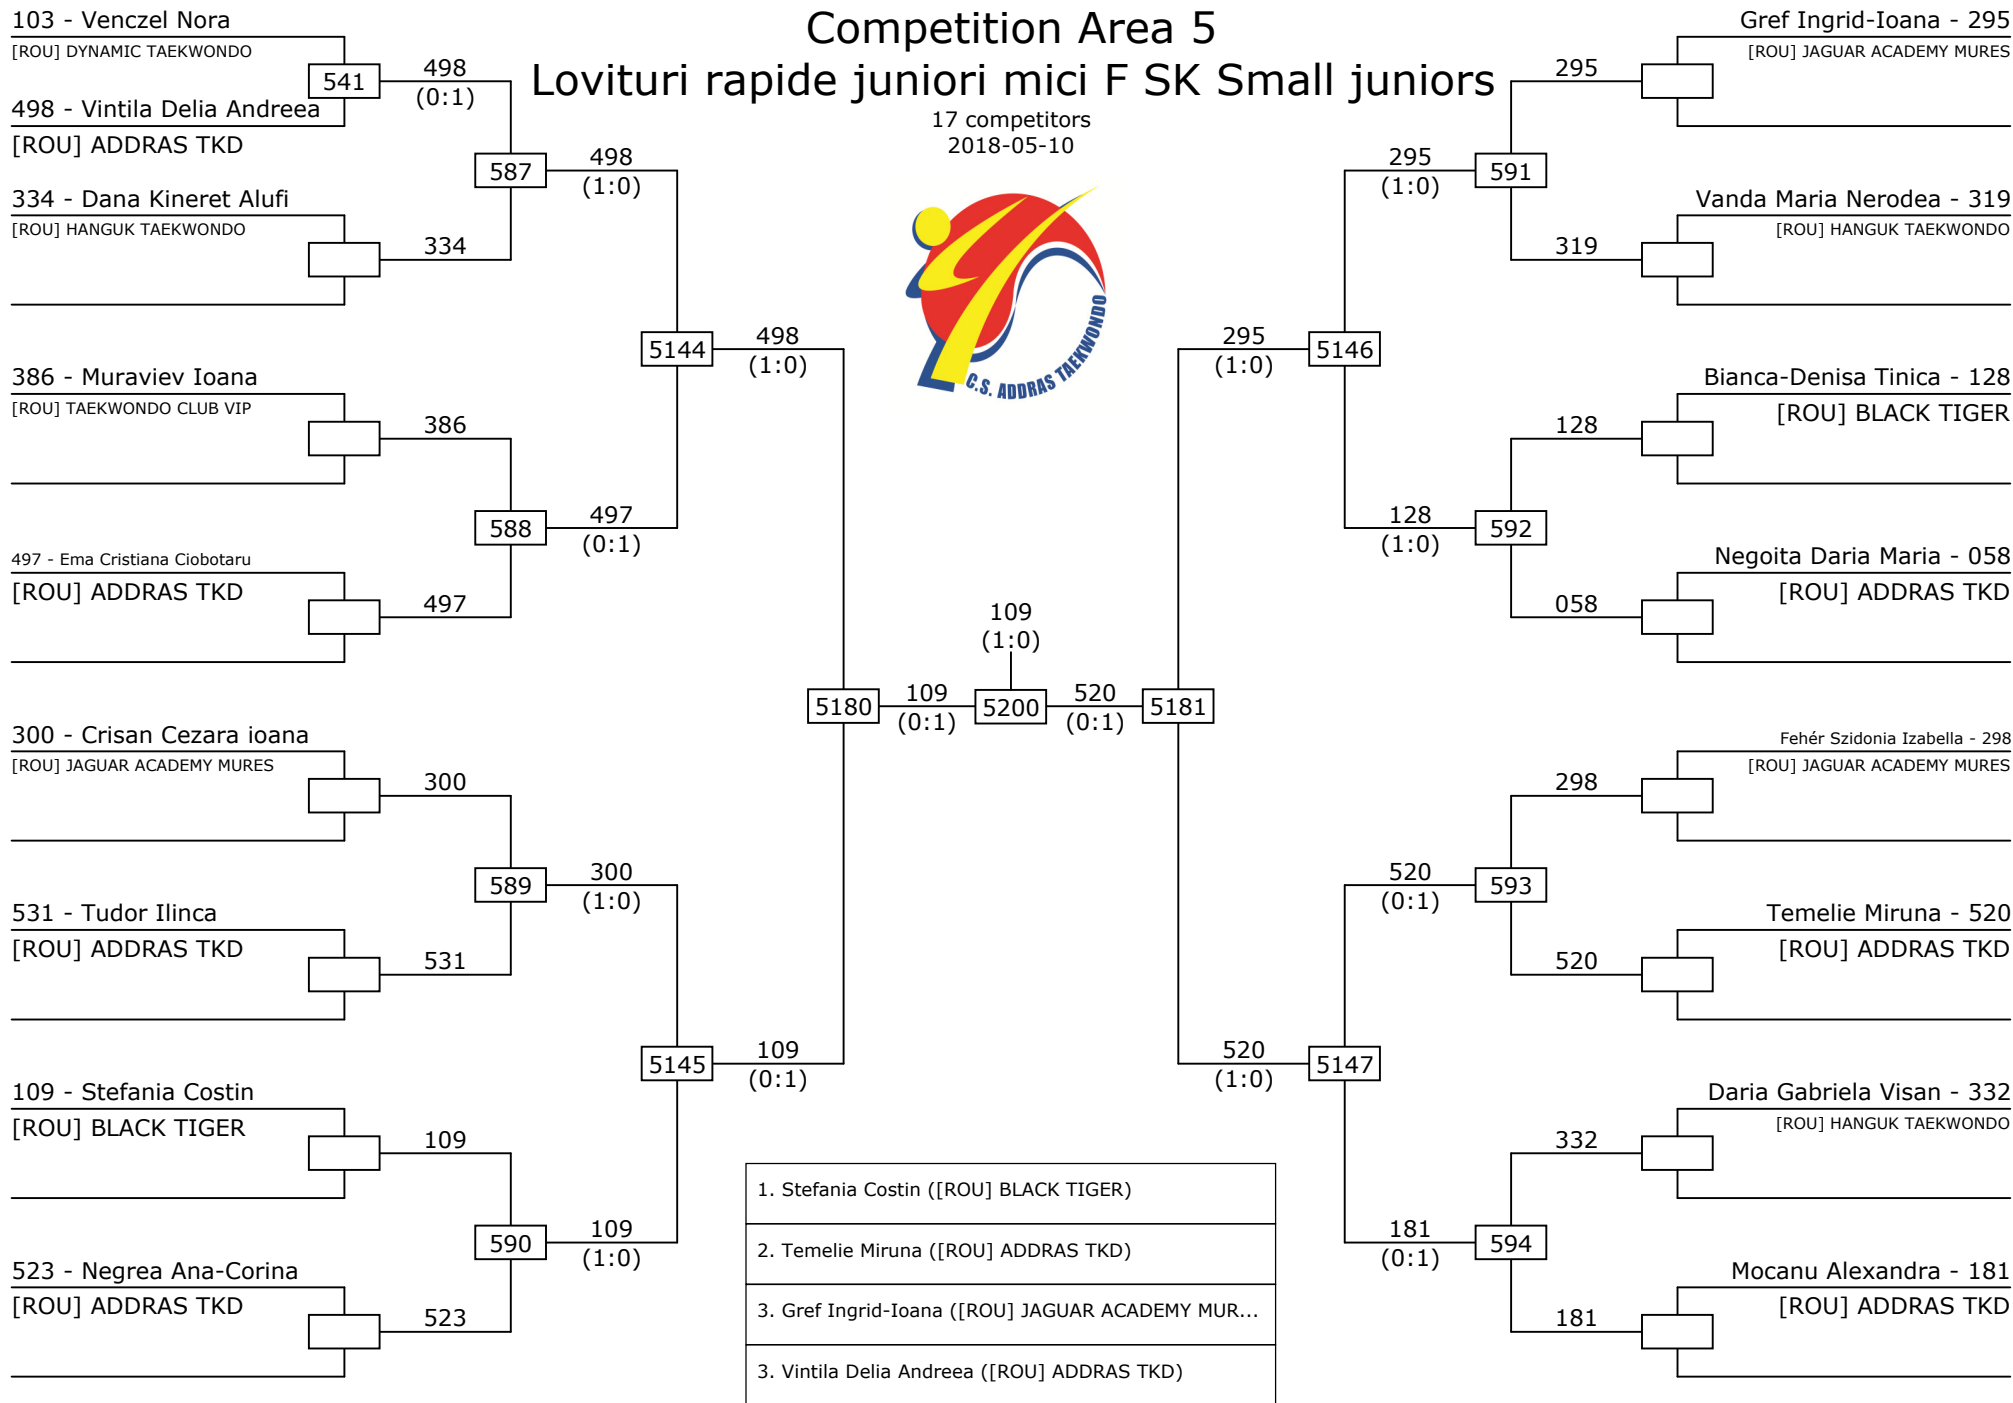 Competition Area 5
Lovituri rapide juniori mici F SK Small juniors
17 competitors
2018-05-10
C.S. ADDRAS TAEKWONDO
103 - Venczel Nora
[ROU] DYNAMIC TAEKWONDO
541
498
(0:1)
498 - Vintila Delia Andreea
[ROU] ADDRAS TKD
587
498
(1:0)
334 - Dana Kineret Alufi
[ROU] HANGUK TAEKWONDO
334
5144
498
(1:0)
386 - Muraviev Ioana
[ROU] TAEKWONDO CLUB VIP
386
588
497
(0:1)
497 - Ema Cristiana Ciobotaru
[ROU] ADDRAS TKD
497
5180
109
(0:1)
300 - Crisan Cezara ioana
[ROU] JAGUAR ACADEMY MURES
300
589
300
(1:0)
531 - Tudor Ilinca
[ROU] ADDRAS TKD
531
5145
109
(0:1)
109 - Stefania Costin
[ROU] BLACK TIGER
109
590
109
(1:0)
523 - Negrea Ana-Corina
[ROU] ADDRAS TKD
523
109
(1:0)
5200
Gref Ingrid-Ioana - 295
[ROU] JAGUAR ACADEMY MURES
295
295
(1:0)
591
Vanda Maria Nerodea - 319
[ROU] HANGUK TAEKWONDO
319
295
(1:0)
5146
Bianca-Denisa Tinica - 128
[ROU] BLACK TIGER
128
128
(1:0)
592
Negoita Daria Maria - 058
[ROU] ADDRAS TKD
058
520
(0:1)
5181
Fehér Szidonia Izabella - 298
[ROU] JAGUAR ACADEMY MURES
298
520
(0:1)
593
Temelie Miruna - 520
[ROU] ADDRAS TKD
520
520
(1:0)
5147
Daria Gabriela Visan - 332
[ROU] HANGUK TAEKWONDO
332
181
(0:1)
594
Mocanu Alexandra - 181
[ROU] ADDRAS TKD
181
1. Stefania Costin ([ROU] BLACK TIGER)
2. Temelie Miruna ([ROU] ADDRAS TKD)
3. Gref Ingrid-Ioana ([ROU] JAGUAR ACADEMY MUR...
3. Vintila Delia Andreea ([ROU] ADDRAS TKD)